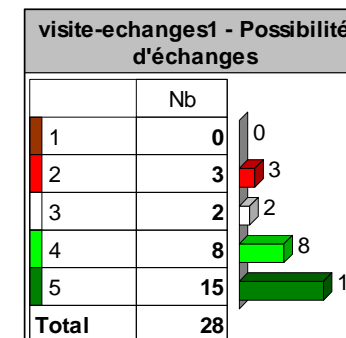 visite-echanges1 - Possibilité
d'échanges
Nb
1 0 0
2 3 3
3 2 2
4 8 8
5 15 1
Total 28